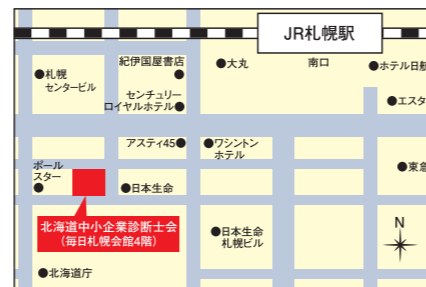 JR札幌駅
紀伊国屋書店
大丸
南口
ホテル日航
札幌
センタービル
センチュリー
ロイヤルホテル
エスタ
アスティ45
ワシントン
ホテル
ポール
スター
日本生命
東急
北海道中小企業診断士会
(毎日札幌会館4階)
日本生命
札幌ビル
N
北海道庁